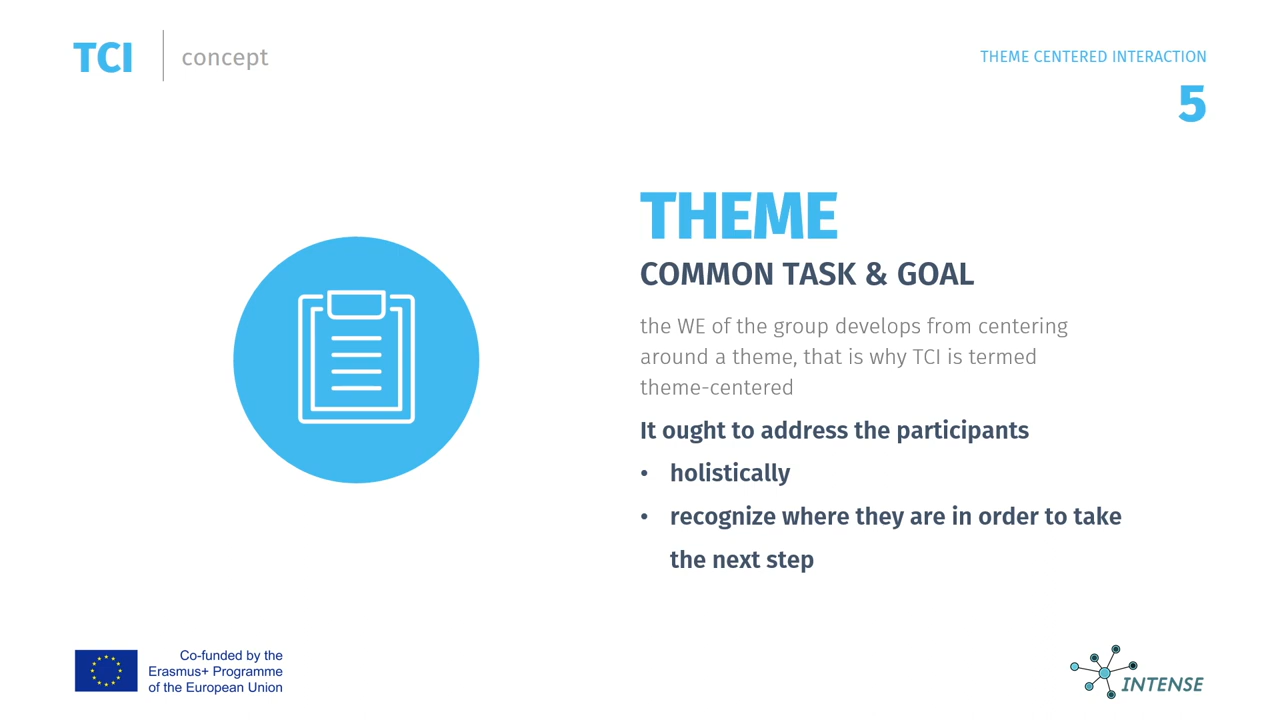 TCI
concept
THEME CENTERED INTERACTION
5
THEME
COMMON TASK & GOAL
the WE of the group develops from centering
around a theme, that is why TCI is termed
theme-centered
It ought to address the participants
• holistically
• recognize where they are in order to take
the next step
Co-funded by the
Erasmus+ Programme
of the European Union
INTENSE